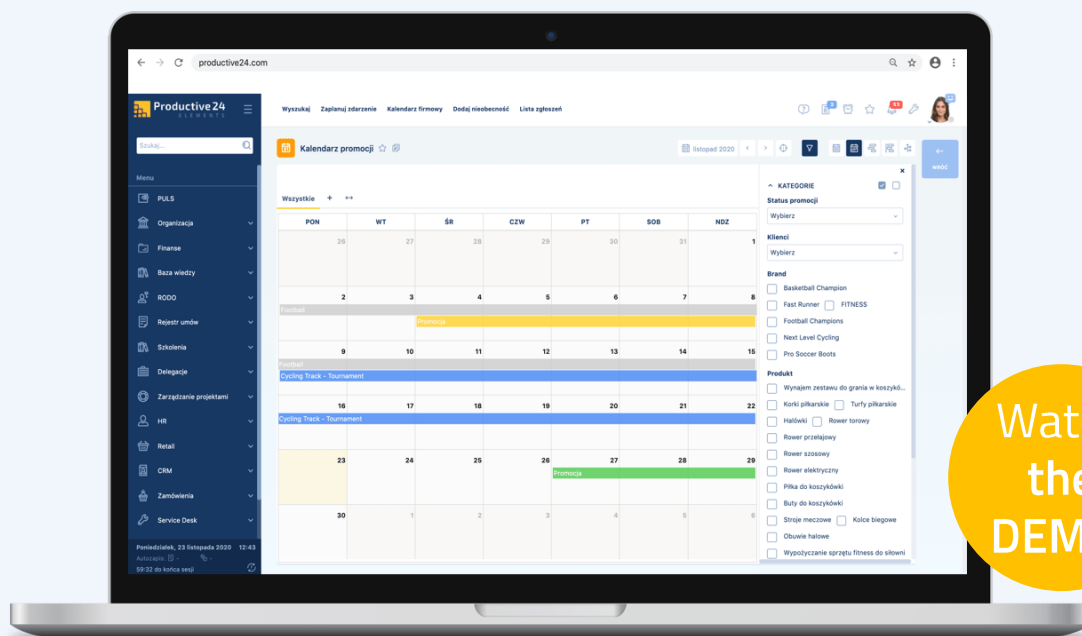 productive24.com
Productive24
ELEMENTS
Wyszukaj Zaplanuj zdarzenie Kalendarz firmowy Dodaj nieobecność Lista zgłoszeń
3 53
Szukaj...
Kalendarz promocji
listopad 2020
wróć
Menu
PULS
Organizacja
Finanse
Baza wiedzy
RODO
Rejestr umów
Szkolenia
Delegacje
Zarządzanie projektami
HR
Retail
CRM
Zamówienia
Service Desk
Poniedziałek, 23 listopada 2020 12:43
Autozapis:
59:32 do końca sesji
Wszystkie
PON WT ŚR CZW PT SOB NDZ
26 27 28 29 30 31 1
2 3 4 5 6 7 8
Football
Promocja
9 10 11 12 13 14 15
Football
Cycling Track - Tournament
16 17 18 19 20 21 22
Cycling Track - Tournament
23 24 25 26 27 28 29
Promocja
30 1 2 3 4 5 6
KATEGORIE
Status promocji
Wybierz
Klienci
Wybierz
Brand
Basketball Champion
Fast Runner FITNESS
Football Champions
Next Level Cycling
Pro Soccer Boots
Produkt
Wynajem zestawu do grania w koszykó...
Korki piłkarskie Turfy piłkarskie
Halówki Rower torowy
Rower przełajowy
Rower szosowy
Rower elektryczny
Piłka do koszykówki
Buty do koszykówki
Stroje meczowe Kolce biegowe
Obuwie halowe
Wypożyczanie sprzętu fitness do siłowni
Wat
the
DEM